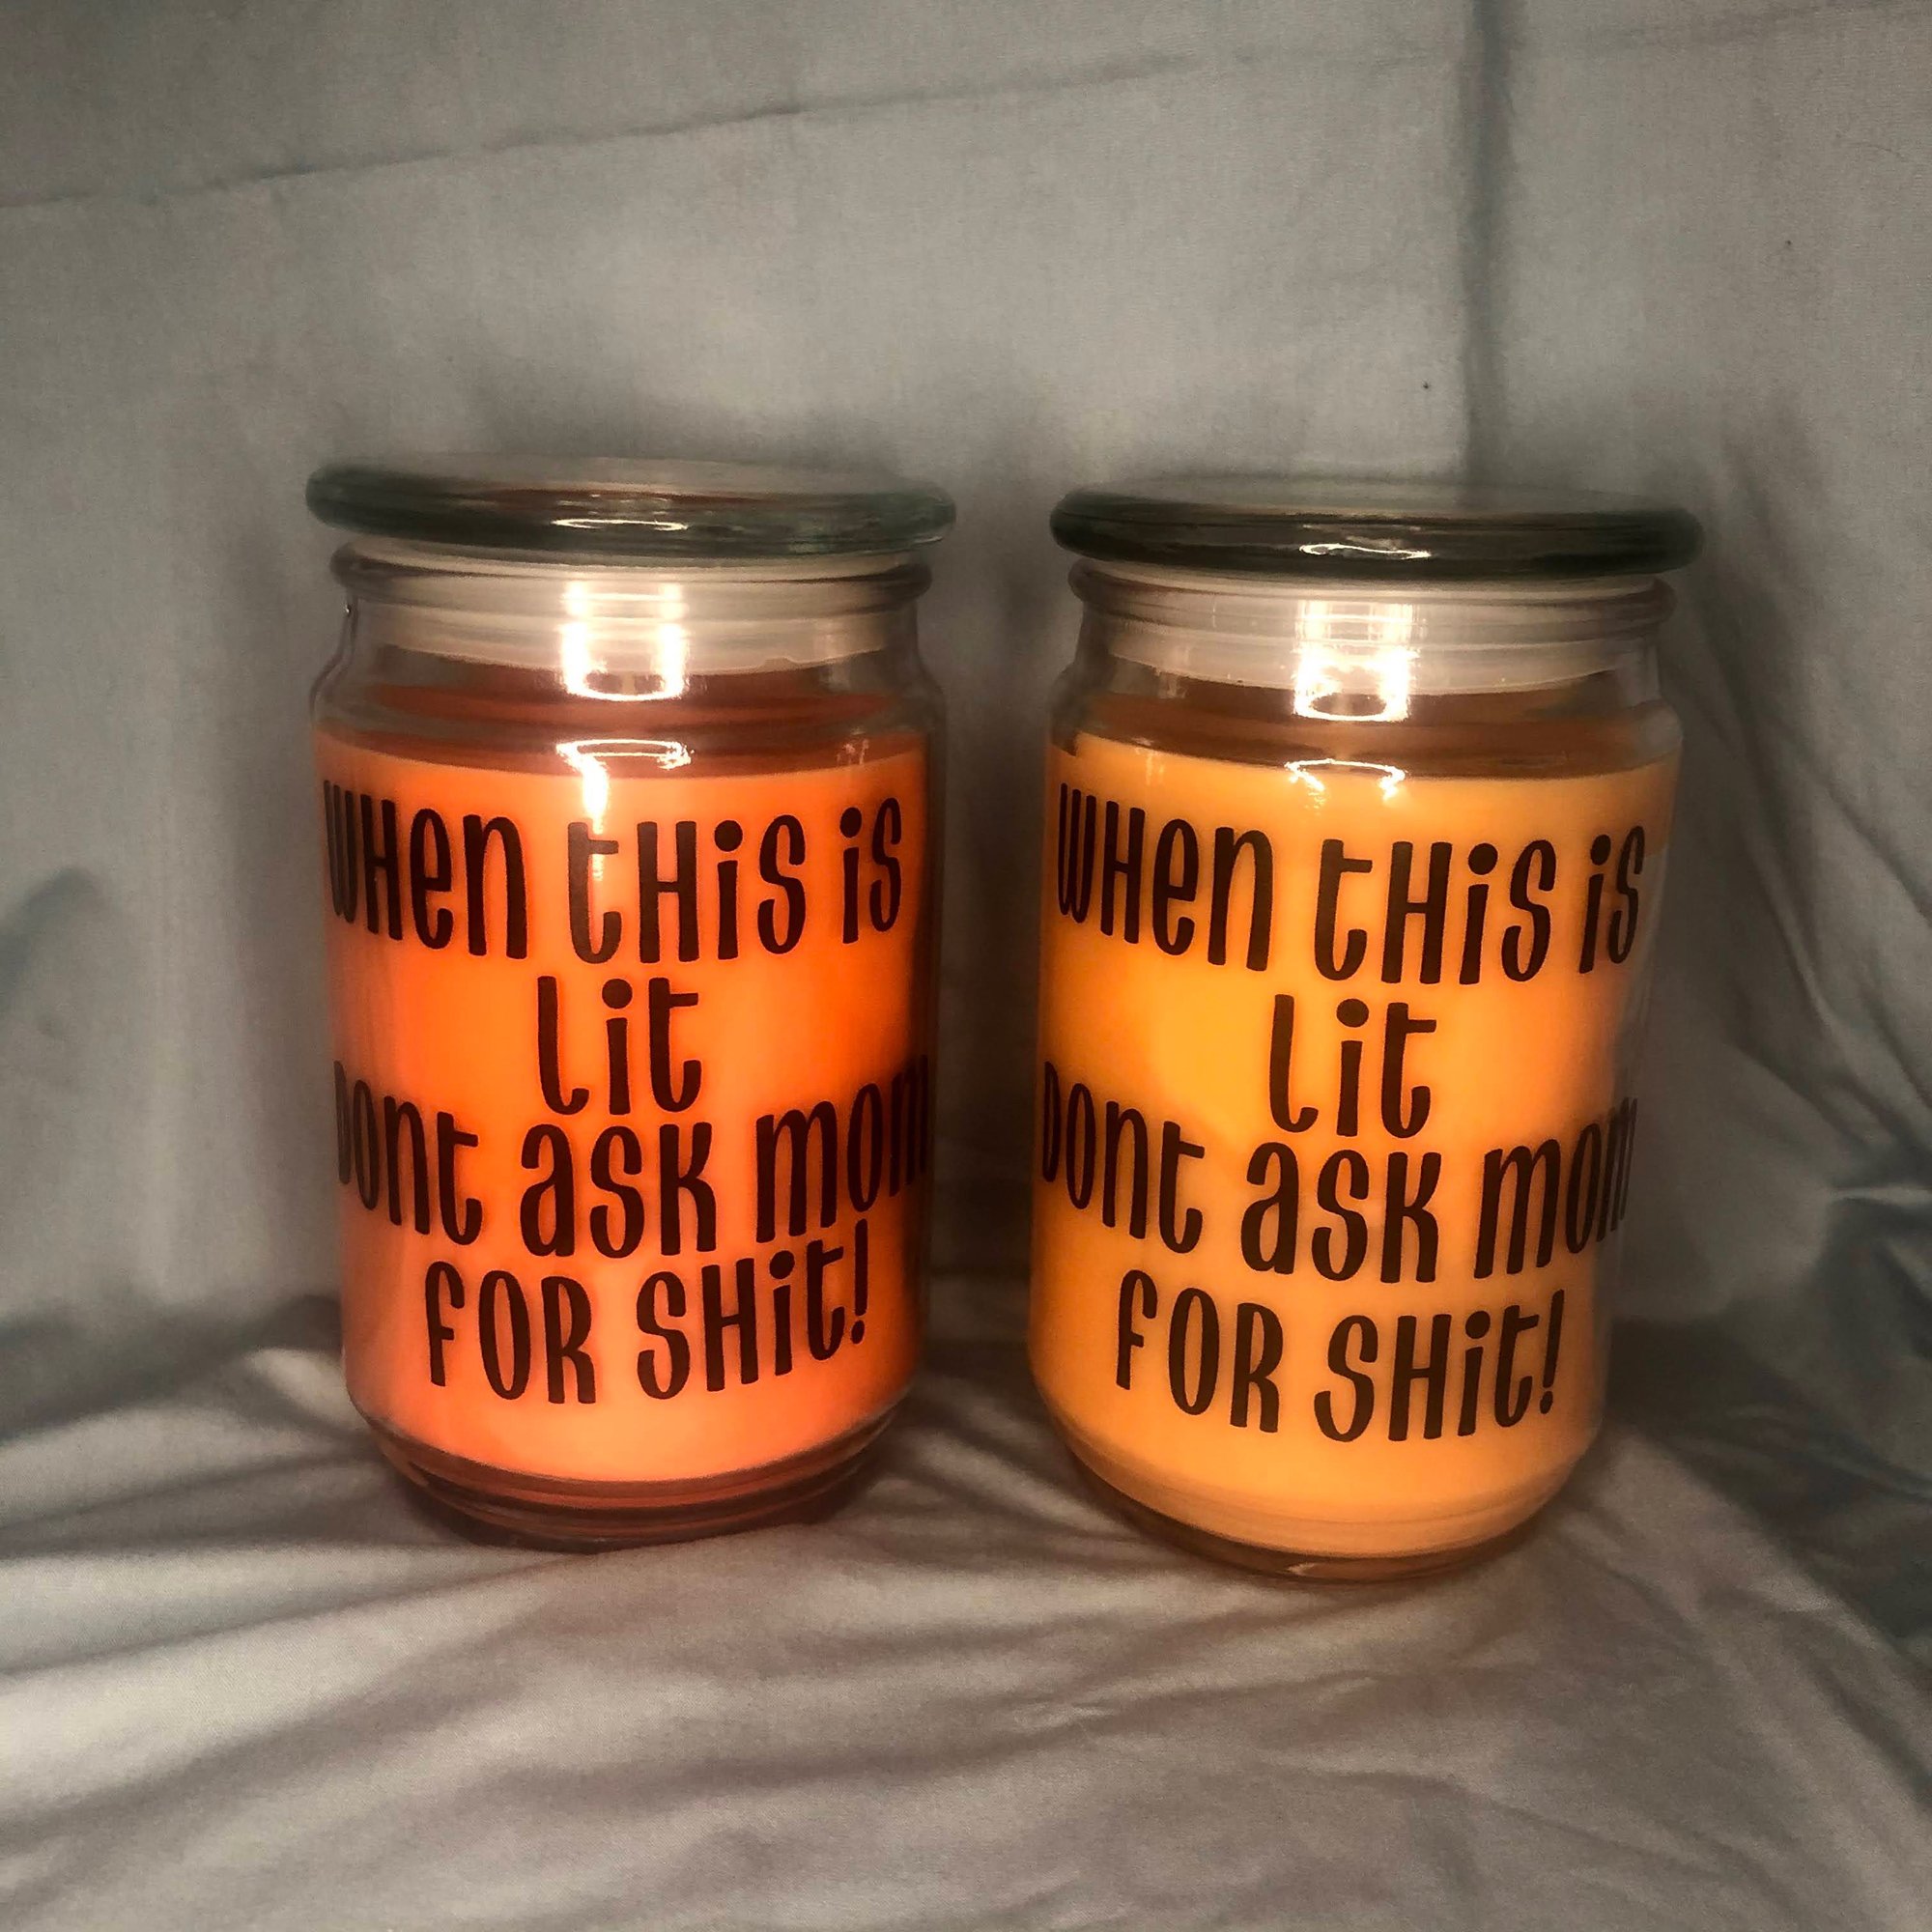 WHen tHiS iS
Lit
Dont aSK mom
FOR SHit!
WHen tHiS iS
Lit
Dont aSK mom
FOR SHit!